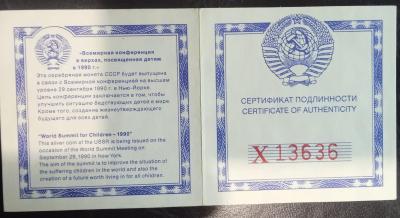 «Всемирная конференция
в верхах, посвященная детям
в 1990 г.»
Эта серебряная монета СССР будет выпущена
в связи с Всемирной конференцией на высшем
уровне 29 сентября 1990 г. в Нью-Йорке.
Цель конференции заключается в том, чтобы
улучшить ситуацию бедствующих детей в мире.
Кроме того, создание жизнеутверждающего
будущего для всех детей.
"World Summit for Children – 1990"
This silver coin of the USSR is being issued on the
occasion of the World Summit Meeting on
September 29, 1990 in New York.
The aim of the summit is to improve the situation of
the suffering children in the world and also the
creation of a future worth living in for all children.
СЕРТИФИКАТ ПОДЛИННОСТИ
CERTIFICATE OF AUTHENTICITY
X 13636